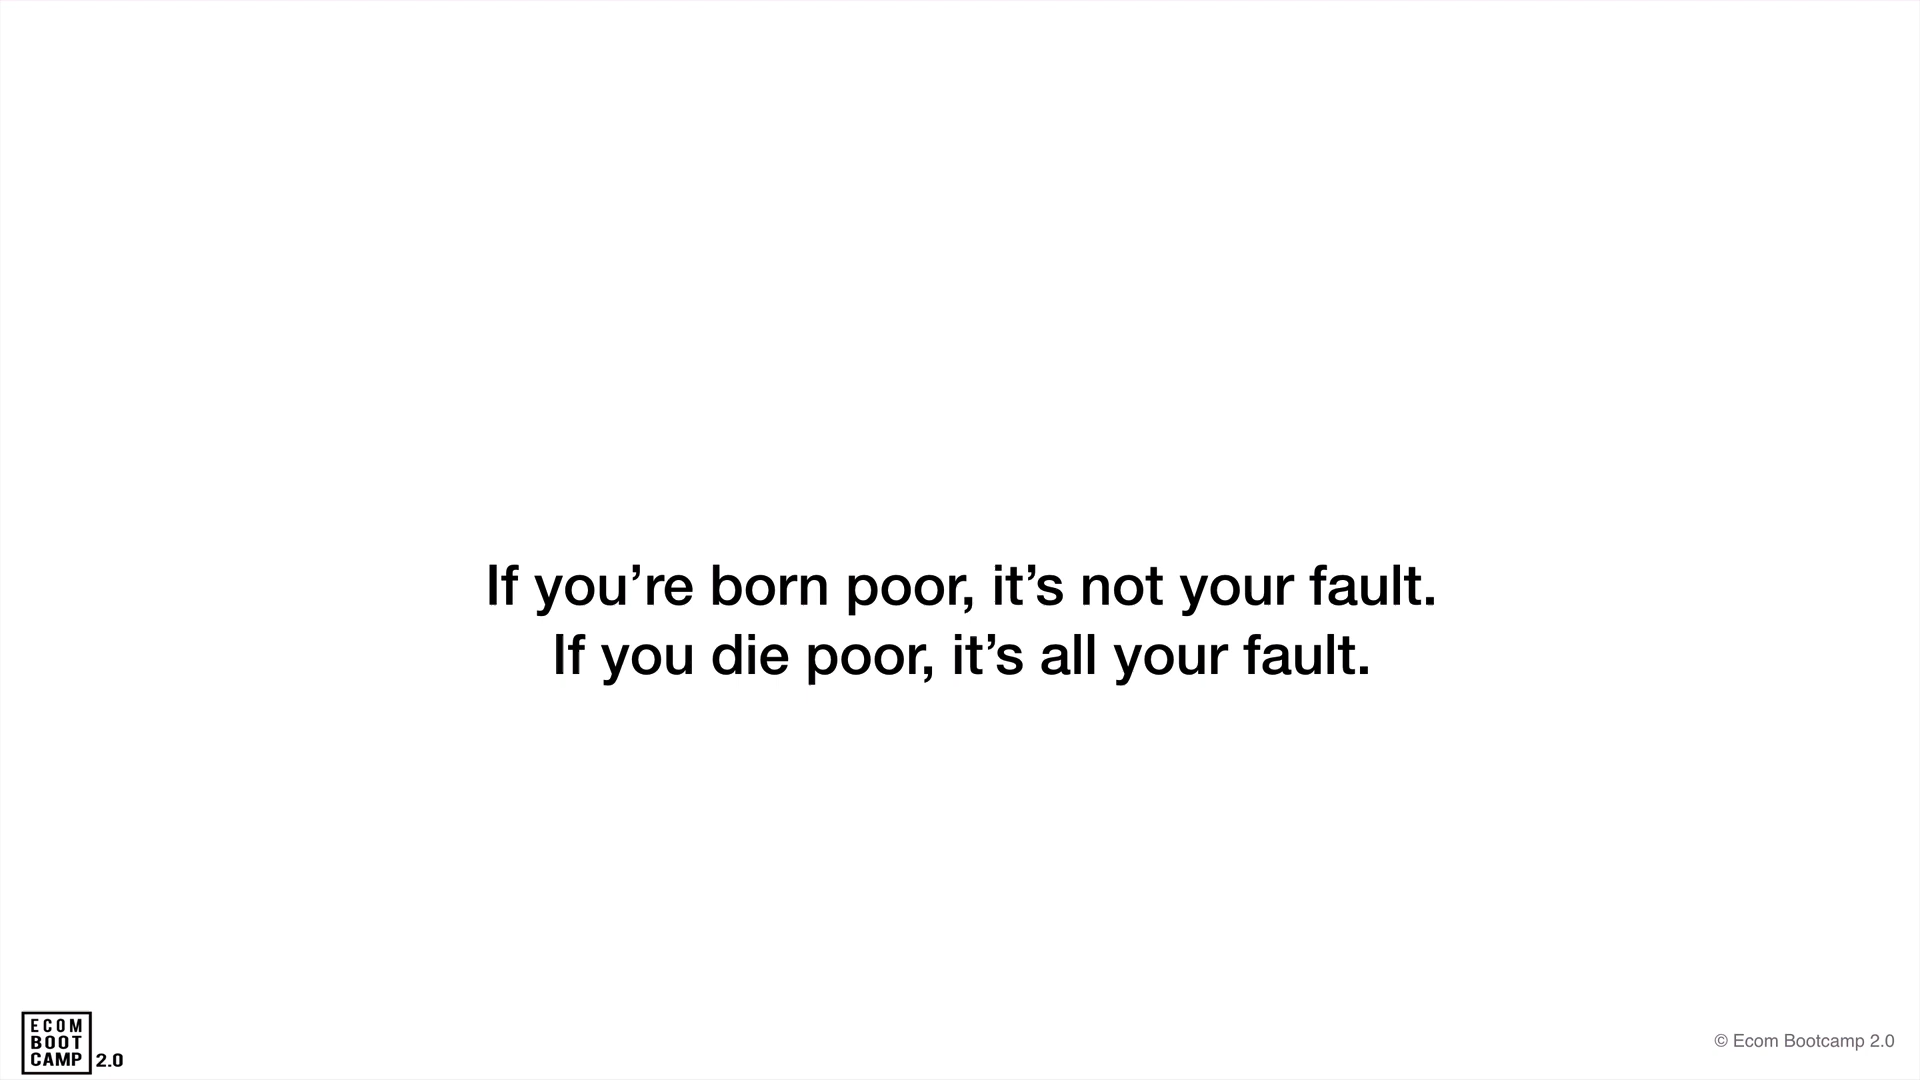 If you’re born poor, it’s not your fault.
If you die poor, it’s all your fault.
ECOM
BOOT
CAMP 2.0
© Ecom Bootcamp 2.0